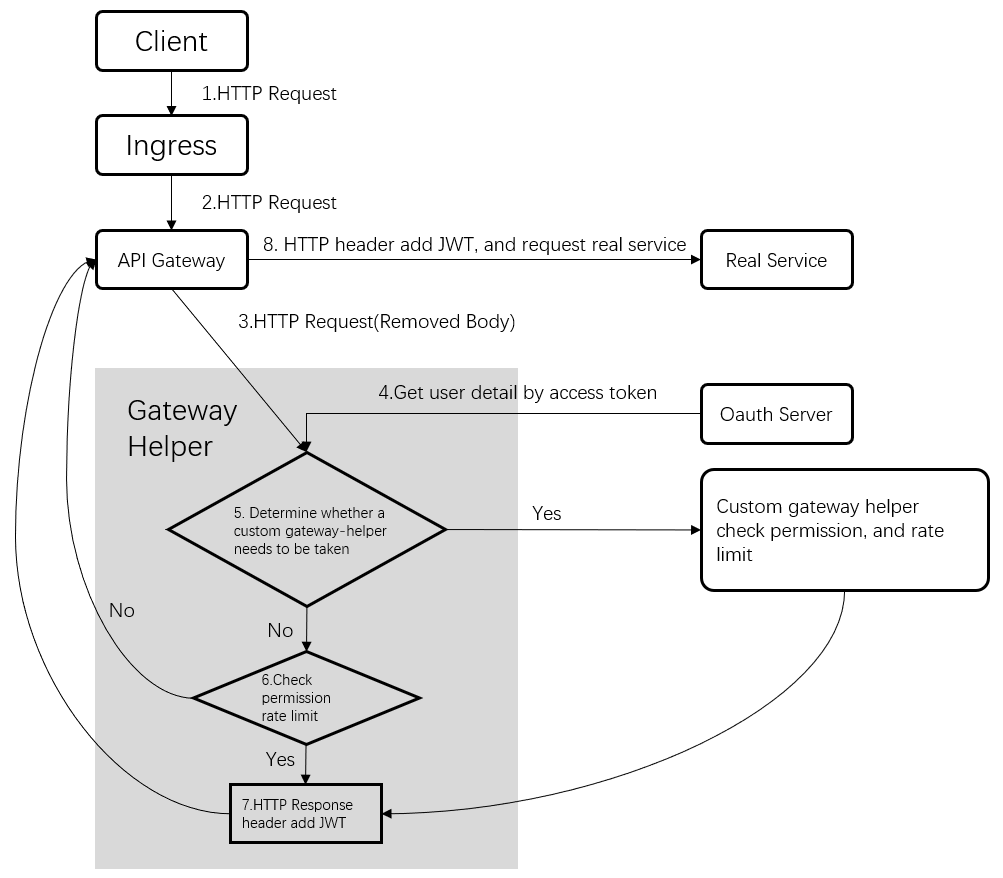 Client
1.HTTP Request
Ingress
2.HTTP Request
API Gateway
8. HTTP header add JWT, and request real service
Real Service
3.HTTP Request(Removed Body)
Gateway
Helper
4.Get user detail by access token
Oauth Server
5. Determine whether a
custom gateway-helper
needs to be taken
Yes
Custom gateway helper
check permission, and rate
limit
No
No
6.Check
permission
rate limit
Yes
7.HTTP Response
header add JWT